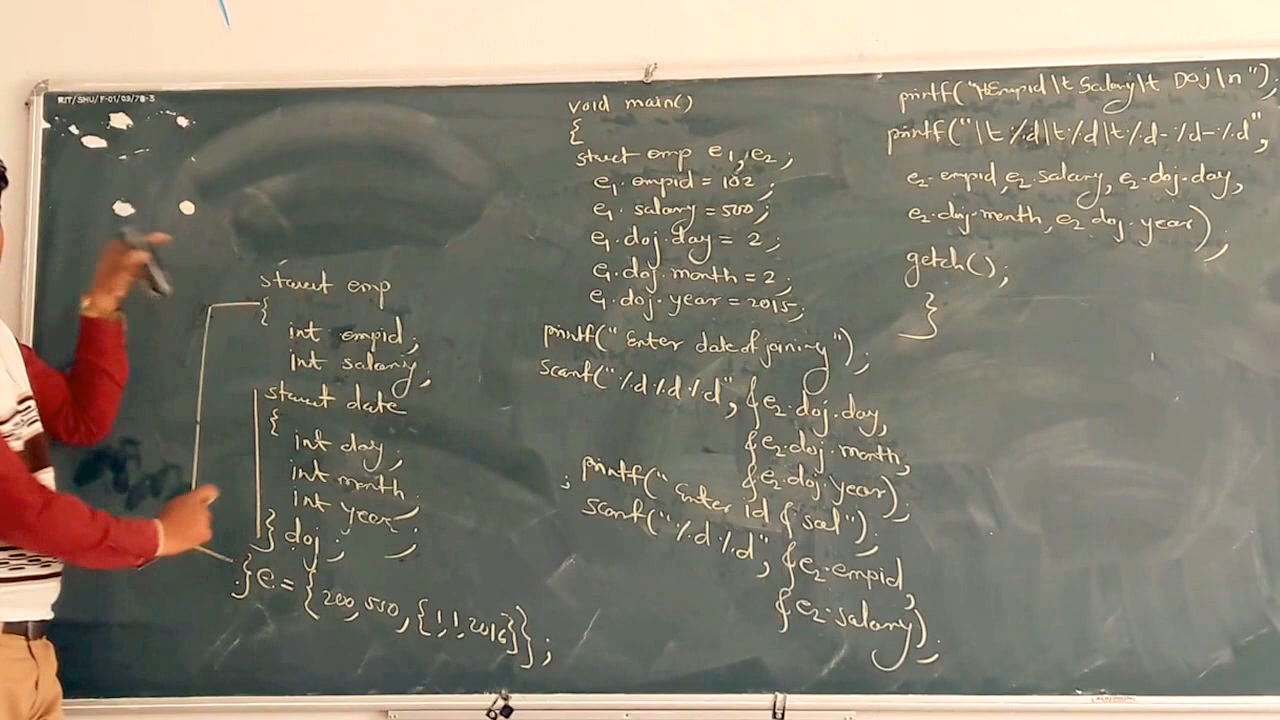 RIT/SHU/F-01/03/78-3
struct emp
{
int empid;
int salary;
struct date
{
int day;
int month;
int year;
} doj;
} e = {200, 550, {1,1,2016}};
void main()
{
struct emp e1, e2;
e1.empid = 102;
e1.salary = 500;
e1.doj.day = 2;
e1.doj.month = 2;
e1.doj.year = 2015;
printf("Enter date of joining");
scanf("%d%d%d", &e2.doj.day,
&e2.doj.month,
&e2.doj.year);
; printf("Enter id & sal");
scanf("%d%d", &e2.empid,
&e2.salary);
printf("\tEmpid\t Salary\t Doj\n");
printf("\t%d\t%d\t%d-%d-%d",
e2.empid, e2.salary, e2.doj.day,
e2.doj.month, e2.doj.year);
getch();
}